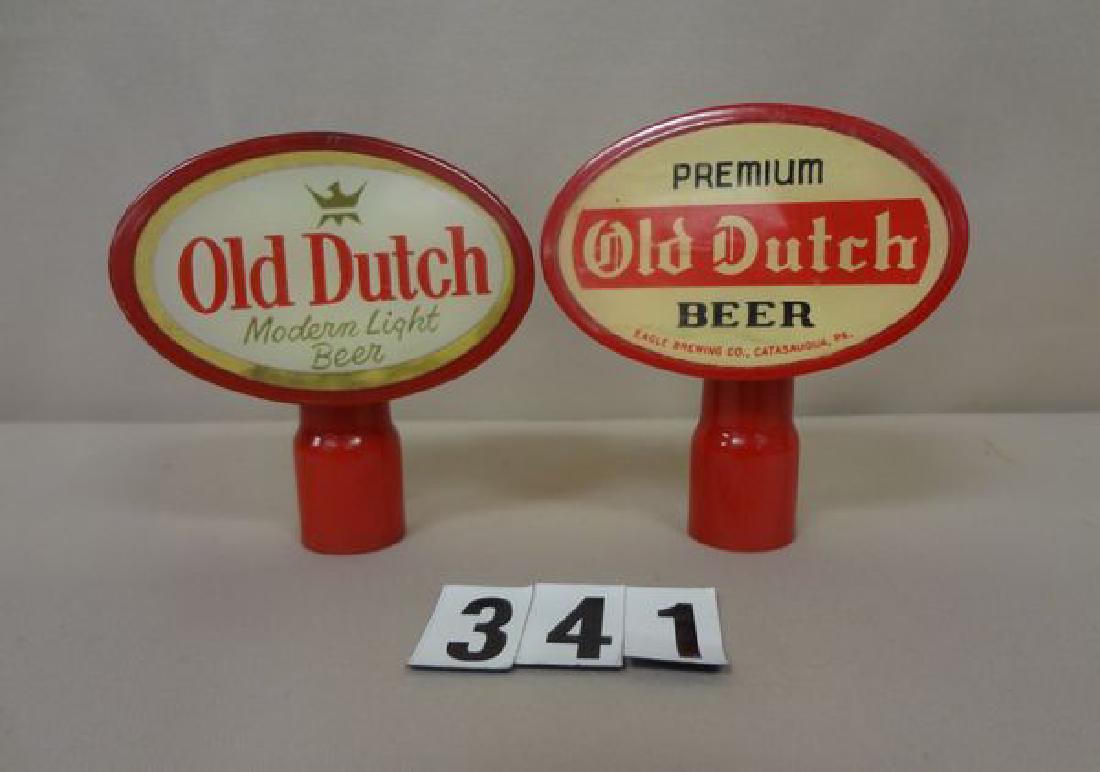 Old Dutch
Modern Light
Beer
PREMIUM
Old Dutch
BEER
EAGLE BREWING CO., CATASAUQUA, PA.
341